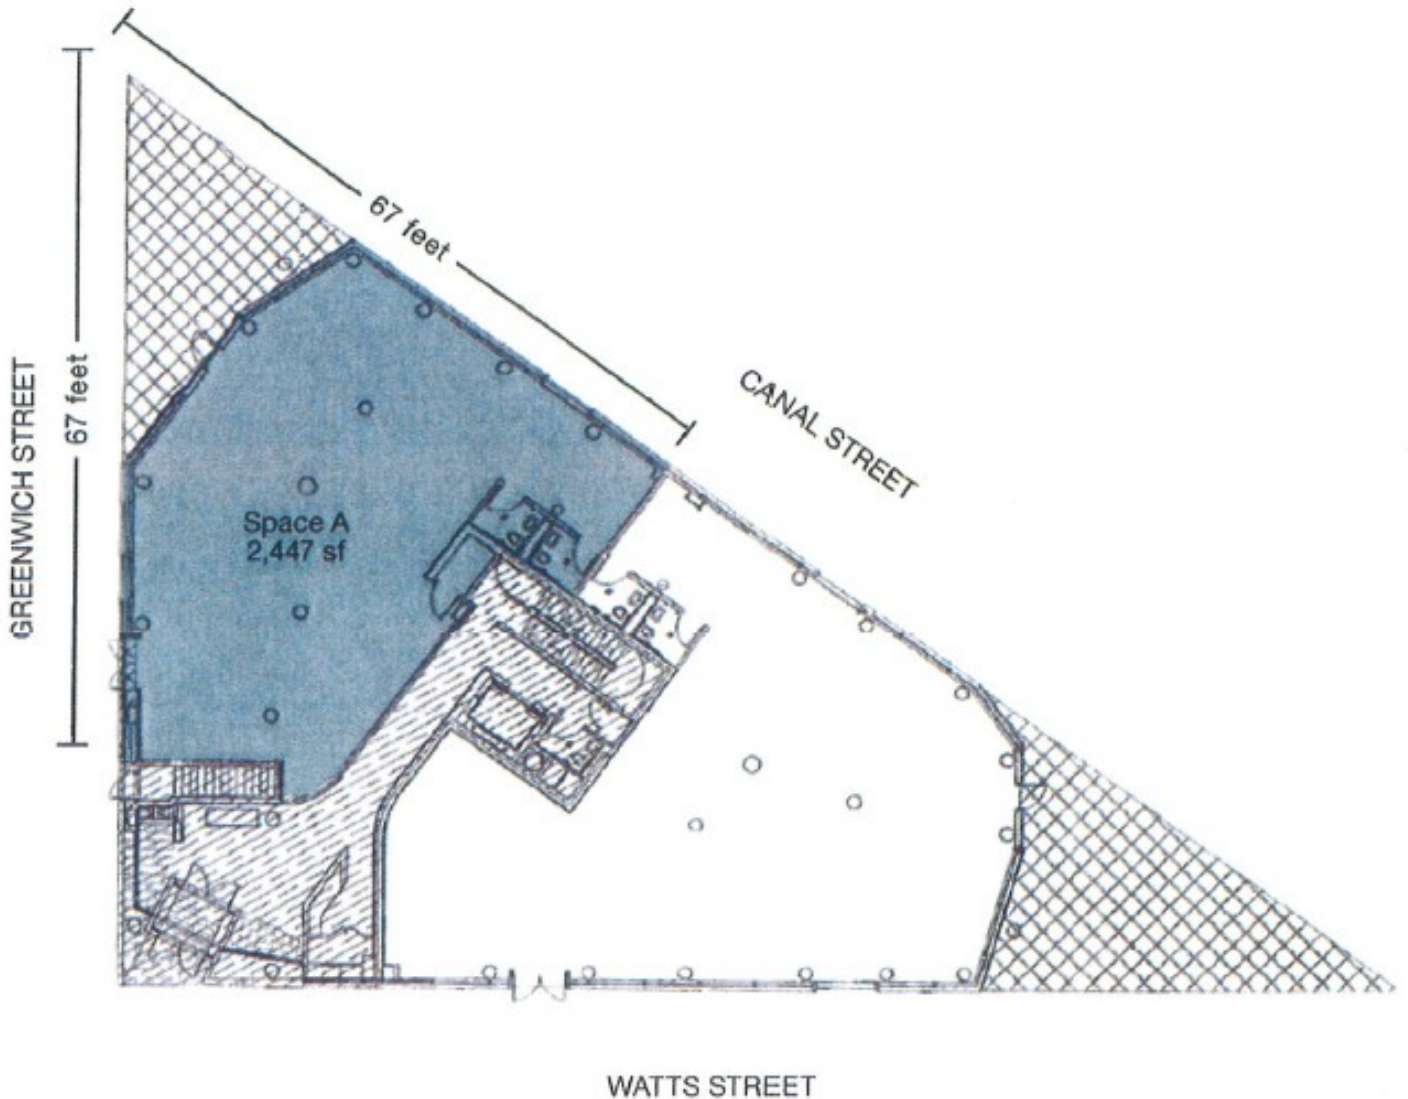 67 feet
CANAL STREET
GREENWICH STREET
67 feet
Space A
2,447 sf
WATTS STREET